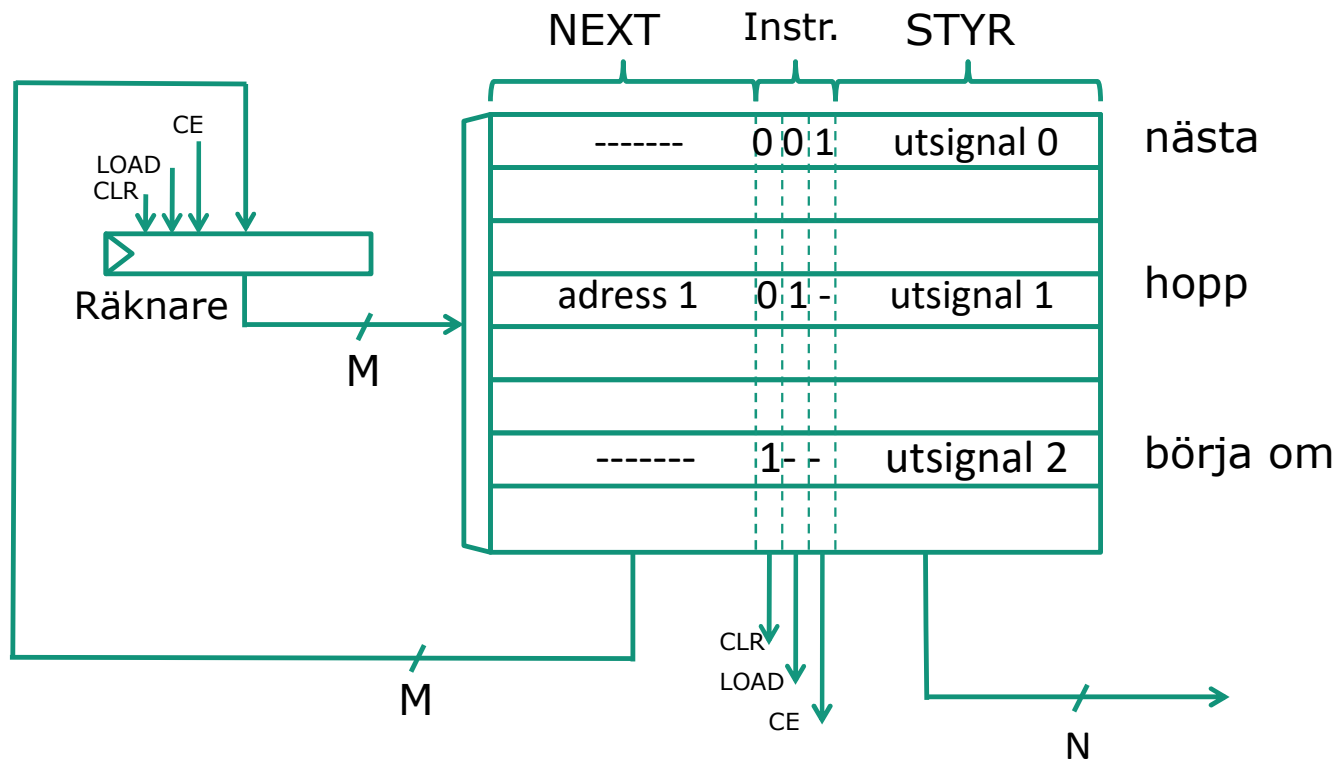 NEXT Instr. STYR
CE
LOAD
CLR
------- 0 0 1 utsignal 0 nästa
adress 1 0 1 - utsignal 1 hopp
Räknare
M
------- 1 - - utsignal 2 börja om
CLR
LOAD
M
CE
N